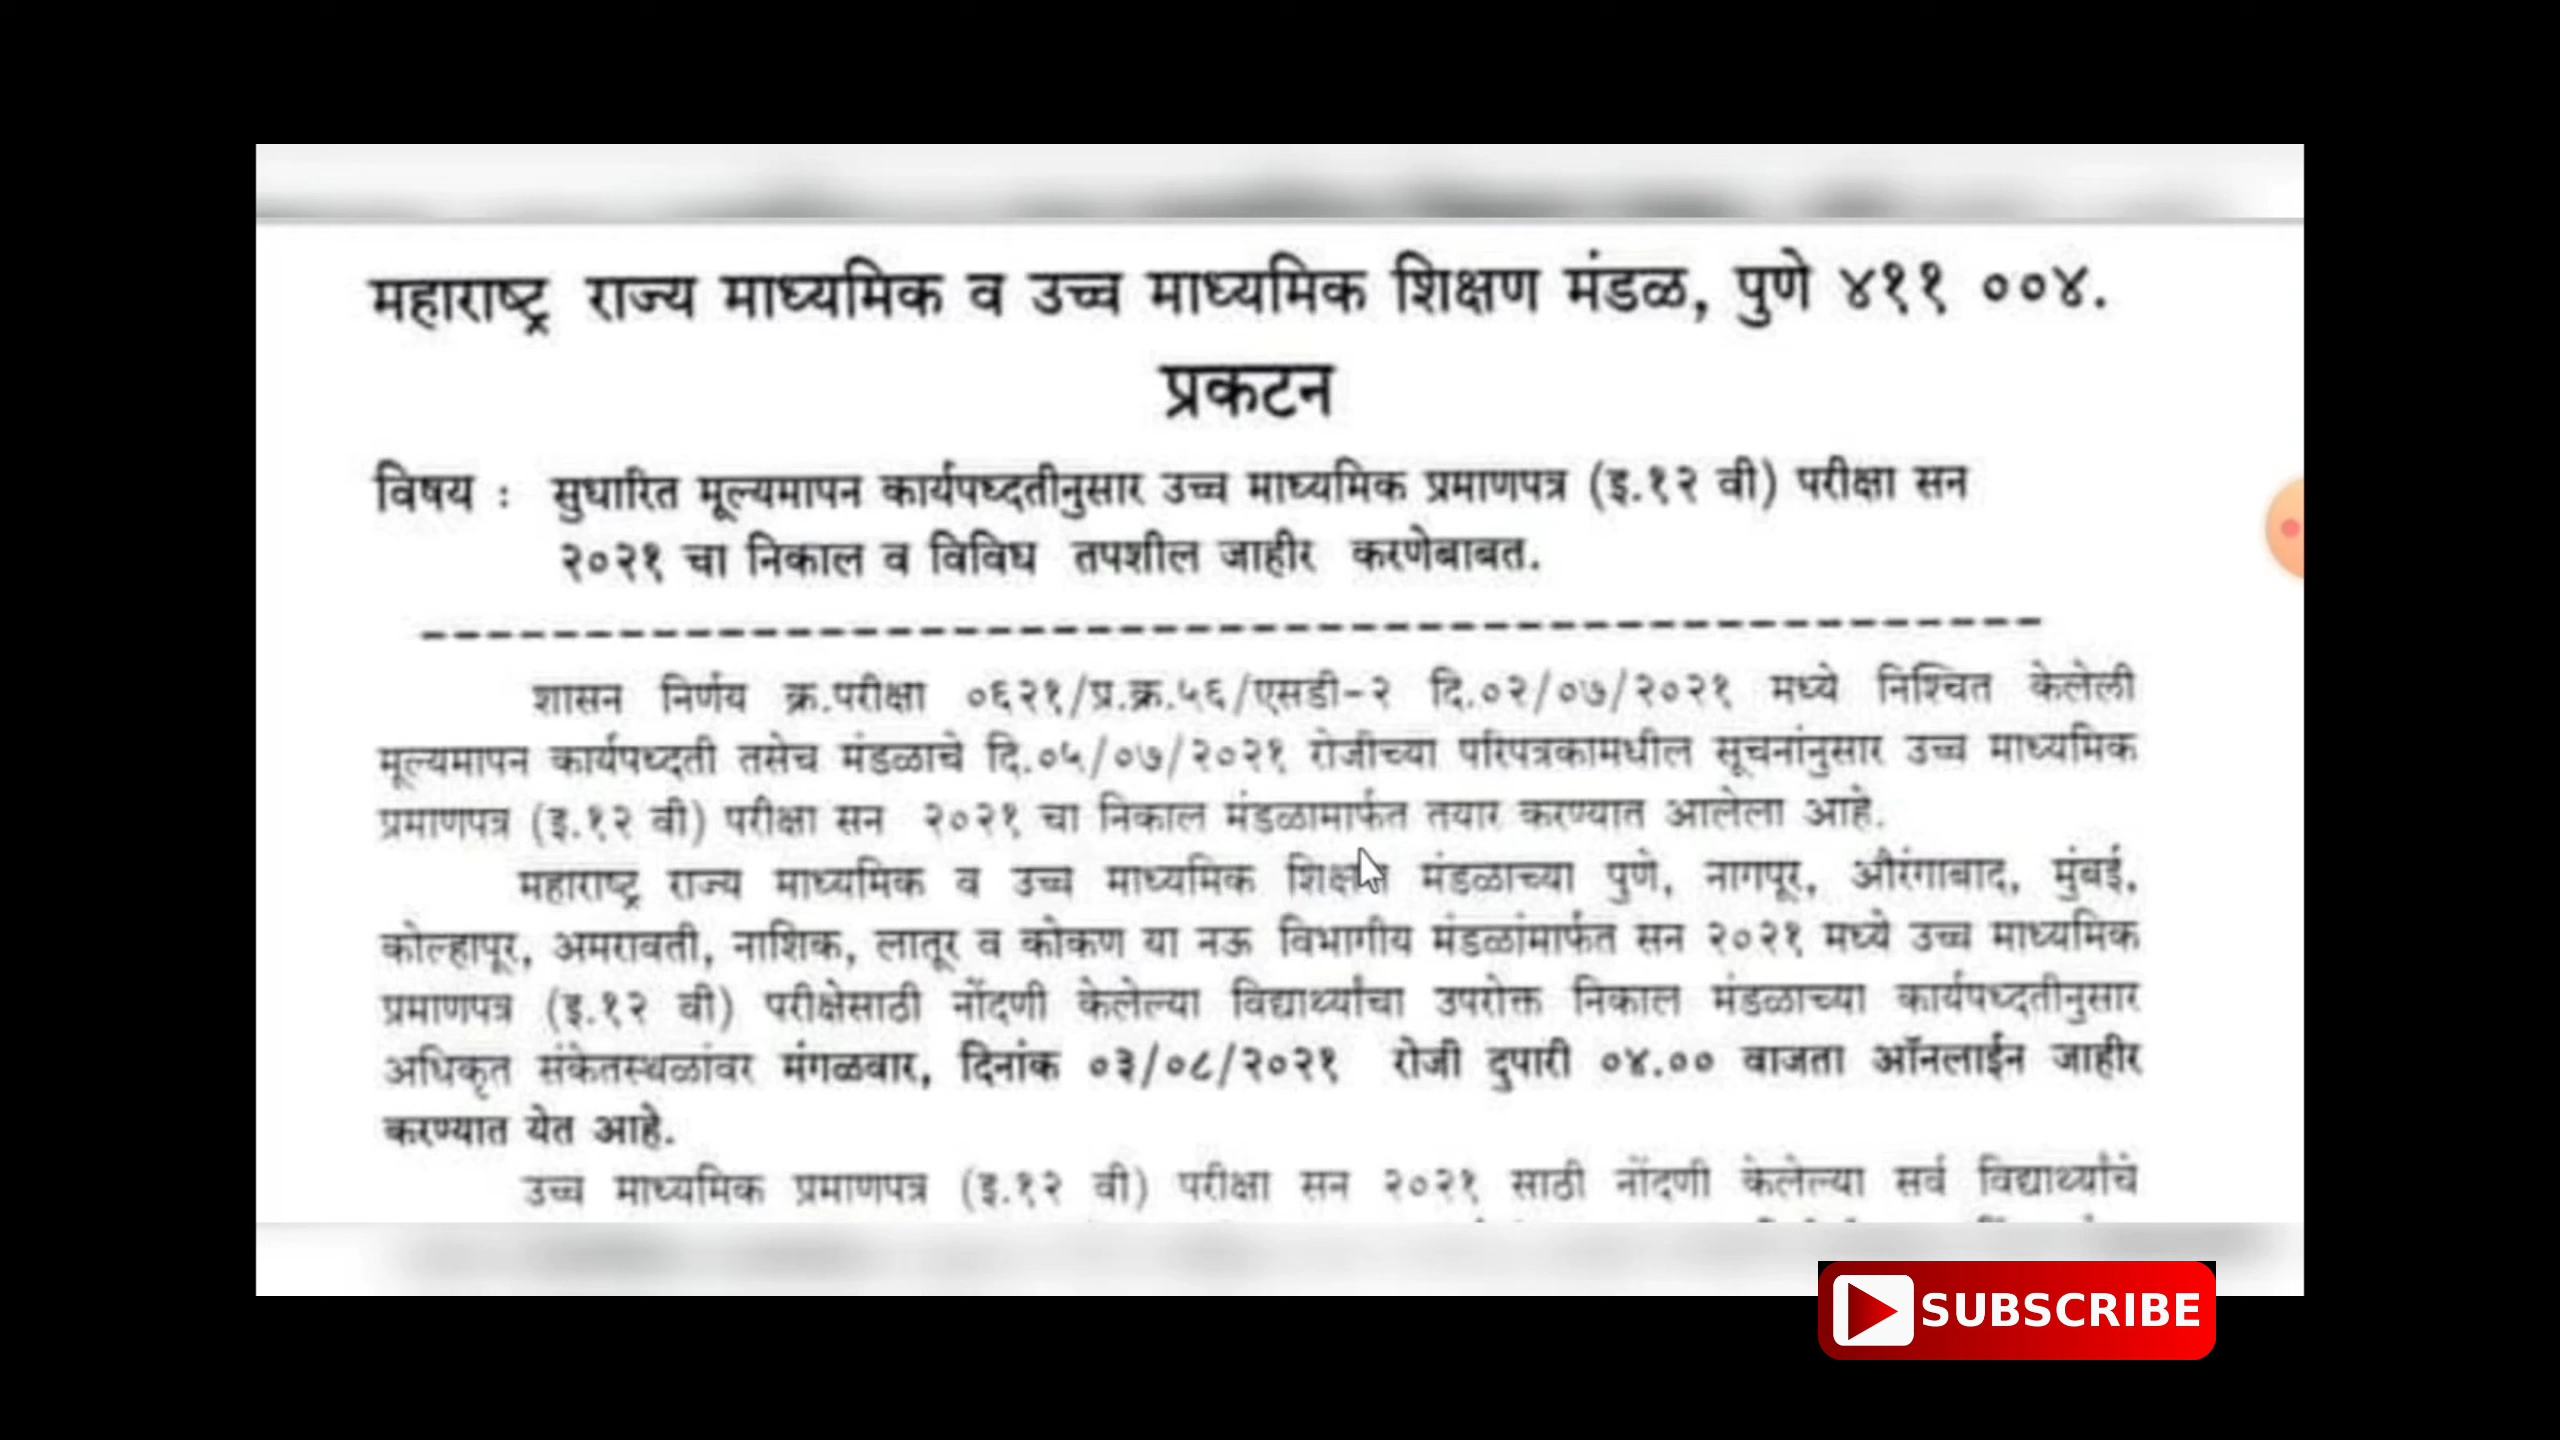 महाराष्ट्र राज्य माध्यमिक व उच्च माध्यमिक शिक्षण मंडळ, पुणे ४११ ००४.
प्रकटन
विषय : सुधारित मूल्यमापन कार्यपध्दतीनुसार उच्च माध्यमिक प्रमाणपत्र (इ.१२ वी) परीक्षा सन
२०२१ चा निकाल व विविध तपशील जाहीर करणेबाबत.
शासन निर्णय क्र.परीक्षा ०६२१/प्र.क्र.५६/एसडी-२ दि.०२/०७/२०२१ मध्ये निश्चित केलेली
मूल्यमापन कार्यपध्दती तसेच मंडळाचे दि.०५/०७/२०२१ रोजीच्या परिपत्रकामधील सूचनांनुसार उच्च माध्यमिक
प्रमाणपत्र (इ.१२ वी) परीक्षा सन २०२१ चा निकाल मंडळामार्फत तयार करण्यात आलेला आहे.
महाराष्ट्र राज्य माध्यमिक व उच्च माध्यमिक शिक्षण मंडळाच्या पुणे, नागपूर, औरंगाबाद, मुंबई,
कोल्हापूर, अमरावती, नाशिक, लातूर व कोकण या नऊ विभागीय मंडळांमार्फत सन २०२१ मध्ये उच्च माध्यमिक
प्रमाणपत्र (इ.१२ वी) परीक्षेसाठी नोंदणी केलेल्या विद्यार्थ्यांचा उपरोक्त निकाल मंडळाच्या कार्यपध्दतीनुसार
अधिकृत संकेतस्थळांवर मंगळवार, दिनांक ०३/०८/२०२१ रोजी दुपारी ०४.०० वाजता ऑनलाईन जाहीर
करण्यात येत आहे.
उच्च माध्यमिक प्रमाणपत्र (इ.१२ वी) परीक्षा सन २०२१ साठी नोंदणी केलेल्या सर्व विद्यार्थ्यांचे
SUBSCRIBE